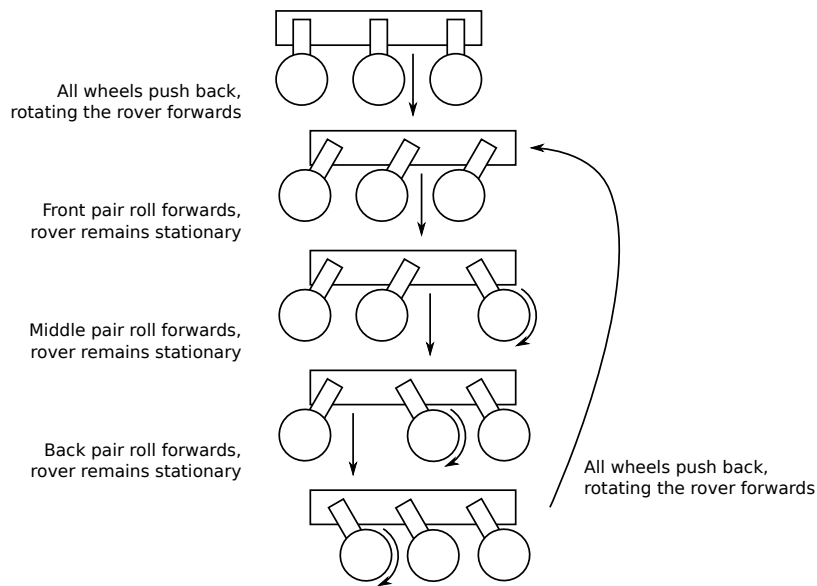 All wheels push back,
rotating the rover forwards
Front pair roll forwards,
rover remains stationary
Middle pair roll forwards,
rover remains stationary
Back pair roll forwards,
rover remains stationary
All wheels push back,
rotating the rover forwards